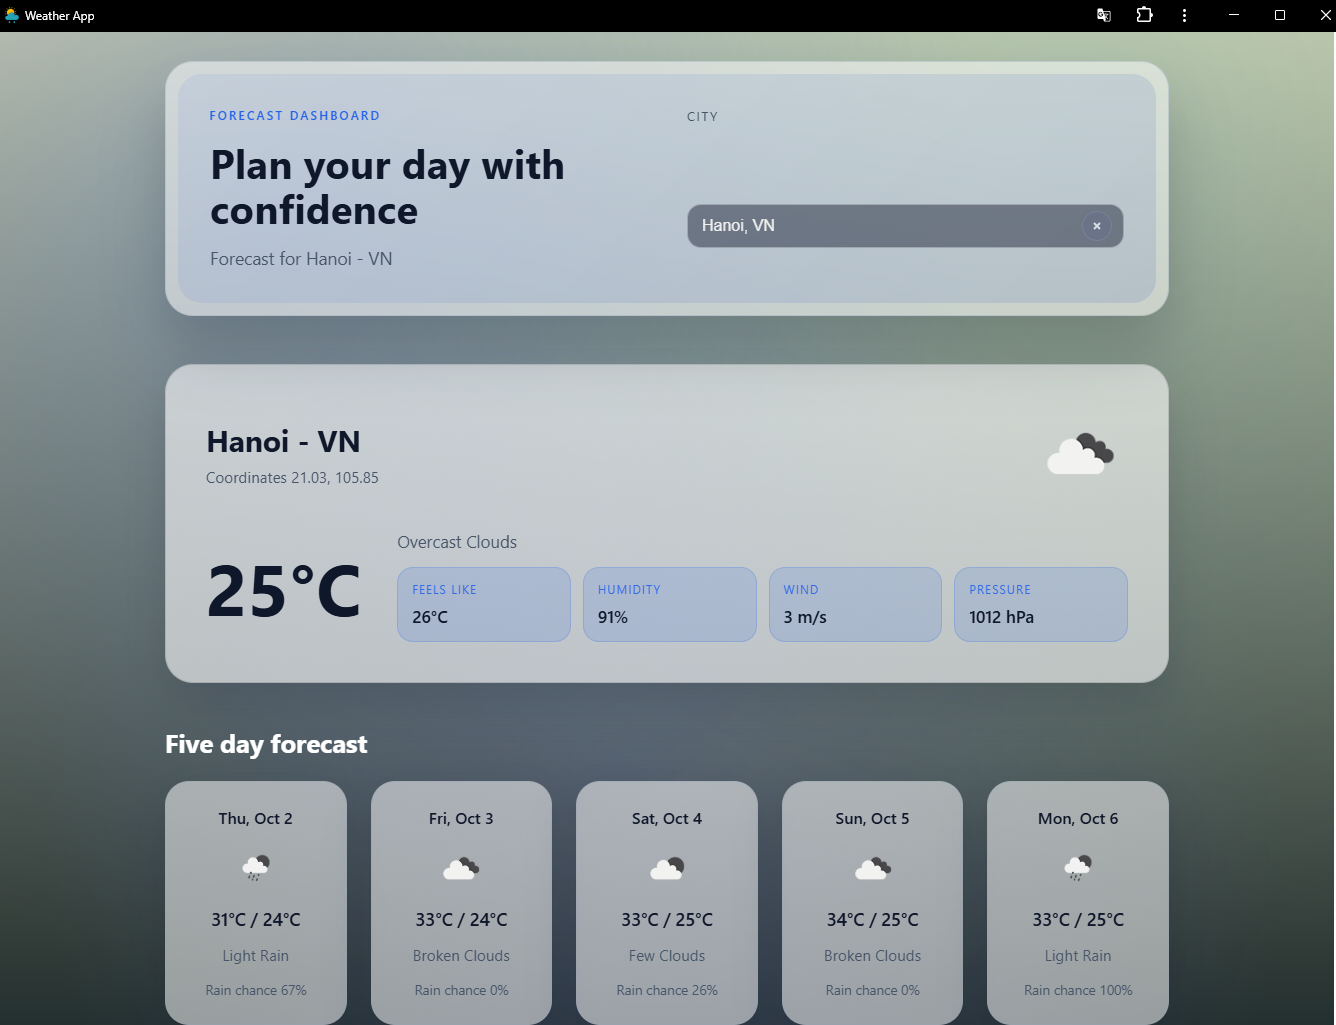 Weather App
FORECAST DASHBOARD
Plan your day with
confidence
Forecast for Hanoi - VN
CITY
Hanoi, VN
Hanoi - VN
Coordinates 21.03, 105.85
25°C
Overcast Clouds
FEELS LIKE
26°C
HUMIDITY
91%
WIND
3 m/s
PRESSURE
1012 hPa
Five day forecast
Thu, Oct 2
31°C / 24°C
Light Rain
Rain chance 67%
Fri, Oct 3
33°C / 24°C
Broken Clouds
Rain chance 0%
Sat, Oct 4
33°C / 25°C
Few Clouds
Rain chance 26%
Sun, Oct 5
34°C / 25°C
Broken Clouds
Rain chance 0%
Mon, Oct 6
33°C / 25°C
Light Rain
Rain chance 100%